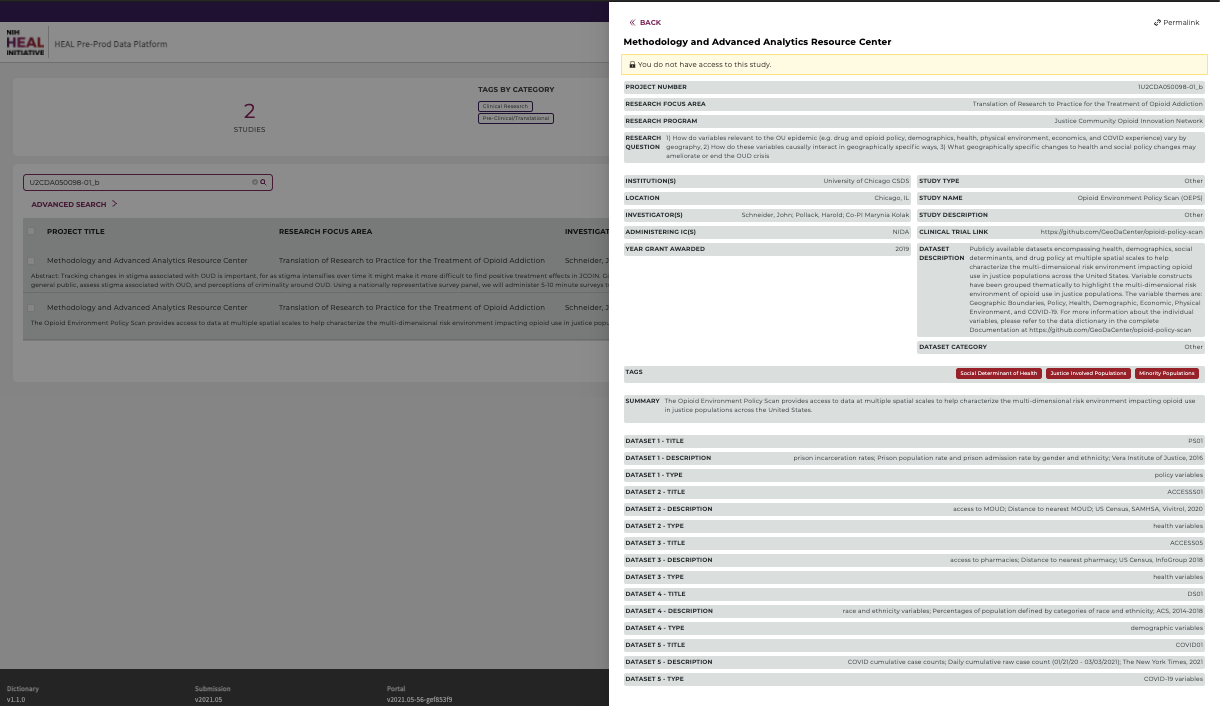 NIH
HEAL
INITIATIVE
HEAL Pre-Prod Data Platform
2
STUDIES
TAGS BY CATEGORY
Clinical Research
Pre-Clinical/Translational
U2CDA050098-01_b
ADVANCED SEARCH
PROJECT TITLE RESEARCH FOCUS AREA INVESTIGAT
Methodology and Advanced Analytics Resource Center Translation of Research to Practice for the Treatment of Opioid Addiction Schneider, J
Abstract: Tracking changes in stigma associated with OUD is important, for as stigma intensifies over time it might make it more difficult to find positive treatment effects in JCOIN. Gi
general public, assess stigma associated with OUD, and perceptions of criminality around OUD. Using a nationally representative survey panel, we will administer 5-10 minute surveys t
Methodology and Advanced Analytics Resource Center Translation of Research to Practice for the Treatment of Opioid Addiction Schneider, J
The Opioid Environment Policy Scan provides access to data at multiple spatial scales to help characterize the multi-dimensional risk environment impacting opioid use in justice popu
Dictionary
v1.1.0
Submission
v2021.05
Portal
v2021.05-56-gef853f9
BACK
Permalink
Methodology and Advanced Analytics Resource Center
You do not have access to this study.
PROJECT NUMBER 1U2CDA050098-01_b
RESEARCH FOCUS AREA Translation of Research to Practice for the Treatment of Opioid Addiction
RESEARCH PROGRAM Justice Community Opioid Innovation Network
RESEARCH QUESTION 1) How do variables relevant to the OU epidemic (e.g. drug and opioid policy, demographics, health, physical environment, economics, and COVID experience) vary by
geography, 2) How do these variables causally interact in geographically specific ways, 3) What geographically specific changes to health and social policy changes may
ameliorate or end the OUD crisis
INSTITUTION(S) University of Chicago CSDS
LOCATION Chicago, IL
INVESTIGATOR(S) Schneider, John; Pollack, Harold; Co-PI Marynia Kolak
ADMINISTERING IC(S) NIDA
YEAR GRANT AWARDED 2019
STUDY TYPE Other
STUDY NAME Opioid Environment Policy Scan (OEPS)
STUDY DESCRIPTION Other
CLINICAL TRIAL LINK https://github.com/GeoDaCenter/opioid-policy-scan
DATASET DESCRIPTION Publicly available datasets encompassing health, demographics, social
determinants, and drug policy at multiple spatial scales to help
characterize the multi-dimensional risk environment impacting opioid
use in justice populations across the United States. Variable constructs
have been grouped thematically to highlight the multi-dimensional risk
environment of opioid use in justice populations. The variable themes are:
Geographic Boundaries, Policy, Health, Demographic, Economic, Physical
Environment, and COVID-19. For more information about the individual
variables, please refer to the data dictionary in the complete
Documentation at https://github.com/GeoDaCenter/opioid-policy-scan
DATASET CATEGORY Other
TAGS Social Determinant of Health Justice Involved Populations Minority Populations
SUMMARY The Opioid Environment Policy Scan provides access to data at multiple spatial scales to help characterize the multi-dimensional risk environment impacting opioid use
in justice populations across the United States.
DATASET 1 - TITLE PS01
DATASET 1 - DESCRIPTION prison incarceration rates; Prison population rate and prison admission rate by gender and ethnicity; Vera Institute of Justice, 2016
DATASET 1 - TYPE policy variables
DATASET 2 - TITLE ACCESSS01
DATASET 2 - DESCRIPTION access to MOUD; Distance to nearest MOUD; US Census, SAMHSA, Vivitrol, 2020
DATASET 2 - TYPE health variables
DATASET 3 - TITLE ACCESS05
DATASET 3 - DESCRIPTION access to pharmacies; Distance to nearest pharmacy; US Census, InfoGroup 2018
DATASET 3 - TYPE health variables
DATASET 4 - TITLE DS01
DATASET 4 - DESCRIPTION race and ethnicity variables; Percentages of population defined by categories of race and ethnicity; ACS, 2014-2018
DATASET 4 - TYPE demographic variables
DATASET 5 - TITLE COVID01
DATASET 5 - DESCRIPTION COVID cumulative case counts; Daily cumulative raw case count (01/21/20 - 03/03/2021); The New York Times, 2021
DATASET 5 - TYPE COVID-19 variables